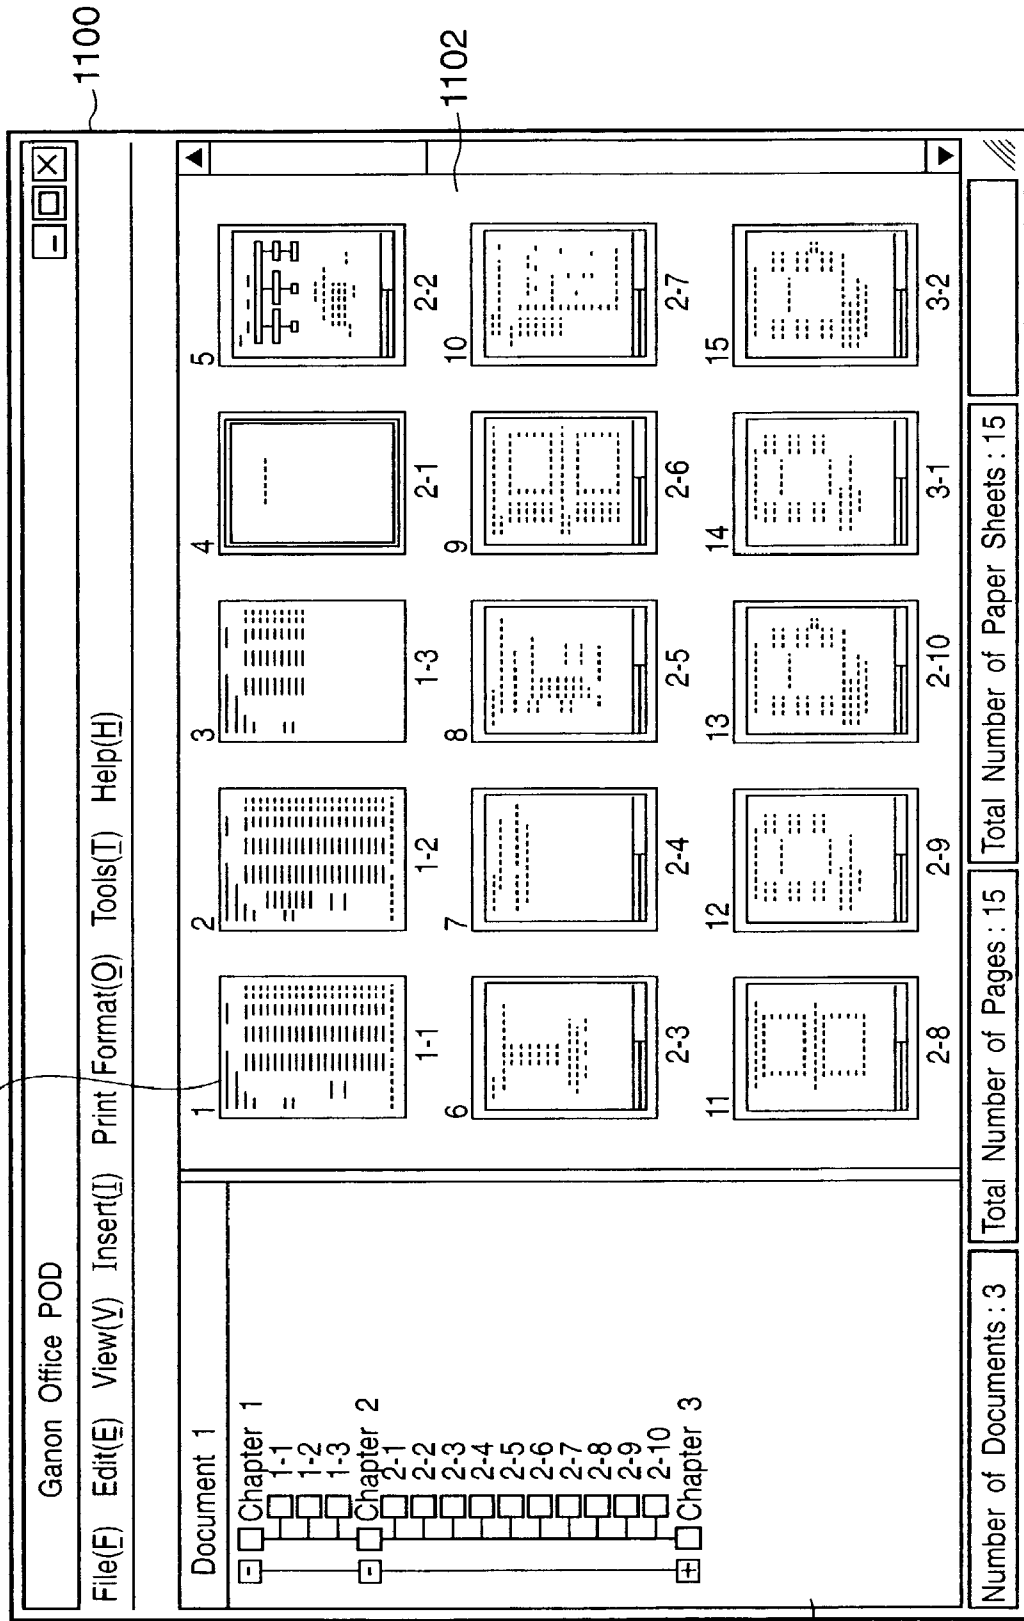 1100
Ganon Office POD
File(F) Edit(E) View(V) Insert(I) Print Format(O) Tools(T) Help(H)
1102
Document 1
Chapter 1
1-1
1-2
1-3
Chapter 2
2-1
2-2
2-3
2-4
2-5
2-6
2-7
2-8
2-9
2-10
Chapter 3
1 2 3 4 5
1-1 1-2 1-3 2-1 2-2
6 7 8 9 10
2-3 2-4 2-5 2-6 2-7
11 12 13 14 15
2-8 2-9 2-10 3-1 3-2
Number of Documents : 3 Total Number of Pages : 15 Total Number of Paper Sheets : 15